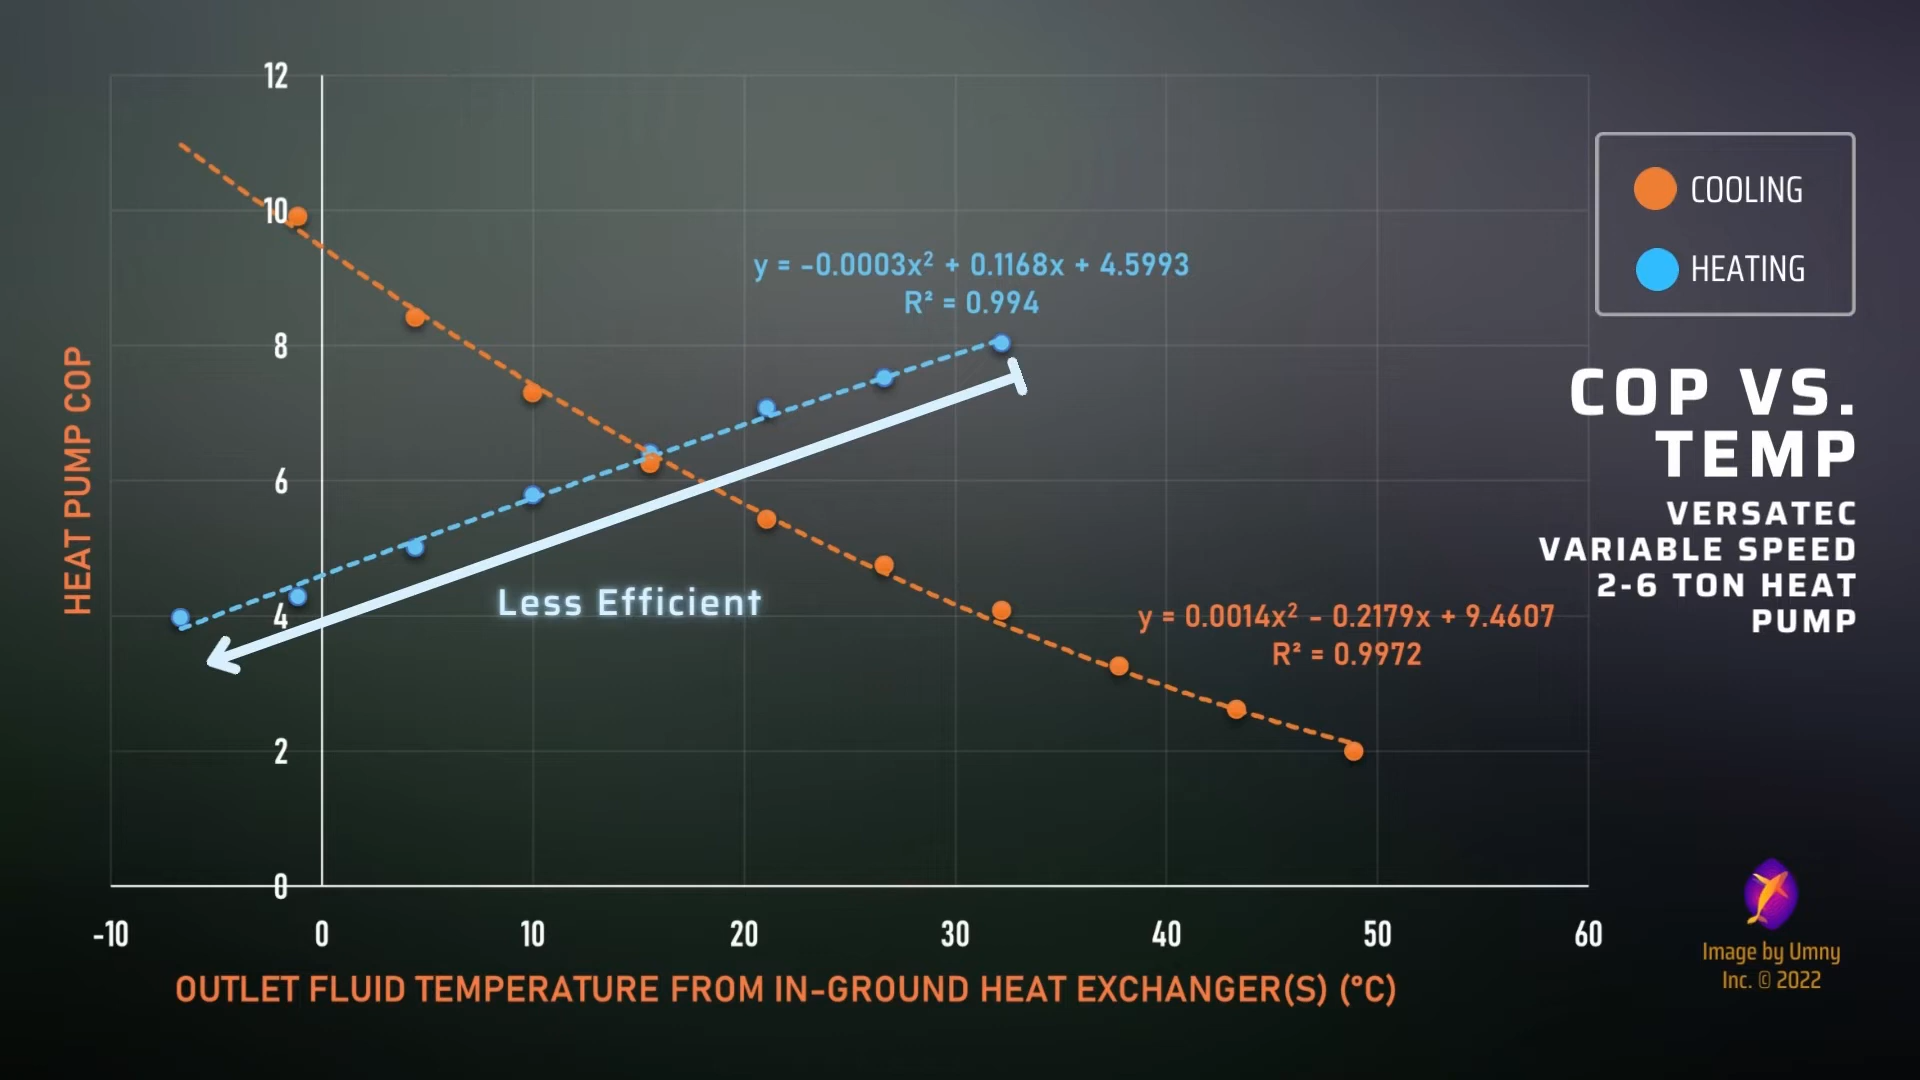 12
10
8
6
4
2
0
-10
0
10
20
30
40
50
60
HEAT PUMP COP
OUTLET FLUID TEMPERATURE FROM IN-GROUND HEAT EXCHANGER(S) (°C)
y = -0.0003x² + 0.1168x + 4.5993
R² = 0.994
Less Efficient
y = 0.0014x² - 0.2179x + 9.4607
R² = 0.9972
COOLING
HEATING
COP VS.
TEMP
VERSATEC
VARIABLE SPEED
2-6 TON HEAT
PUMP
Image by Umny
Inc. © 2022